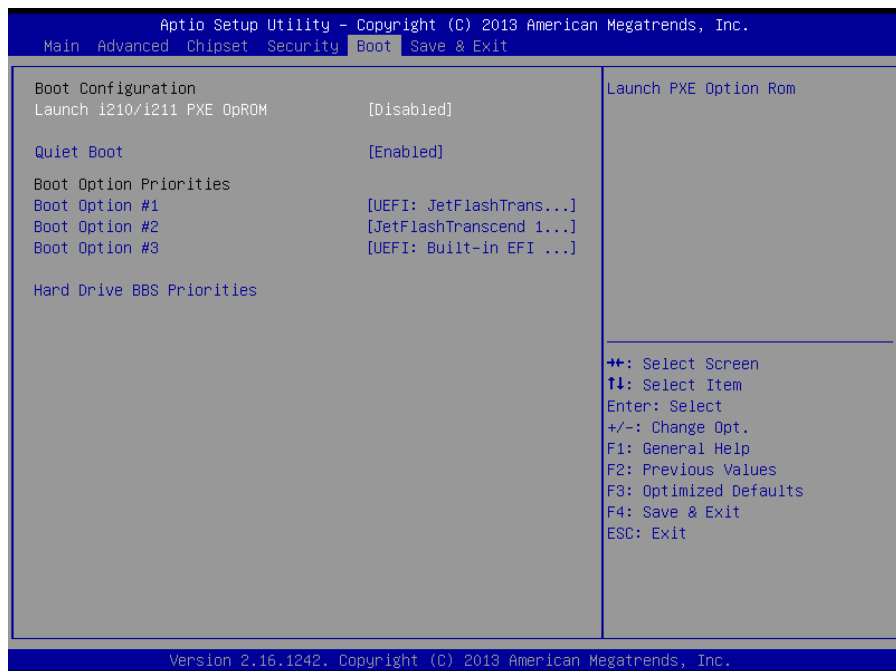 Aptio Setup Utility – Copyright (C) 2013 American Megatrends, Inc.
Main Advanced Chipset Security Boot Save & Exit
Boot Configuration
Launch i210/i211 PXE OpROM [Disabled]
Quiet Boot [Enabled]
Boot Option Priorities
Boot Option #1 [UEFI: JetFlashTrans...]
Boot Option #2 [JetFlashTranscend 1...]
Boot Option #3 [UEFI: Built-in EFI ...]
Hard Drive BBS Priorities
Launch PXE Option Rom
→←: Select Screen
↑↓: Select Item
Enter: Select
+/-: Change Opt.
F1: General Help
F2: Previous Values
F3: Optimized Defaults
F4: Save & Exit
ESC: Exit
Version 2.16.1242. Copyright (C) 2013 American Megatrends, Inc.